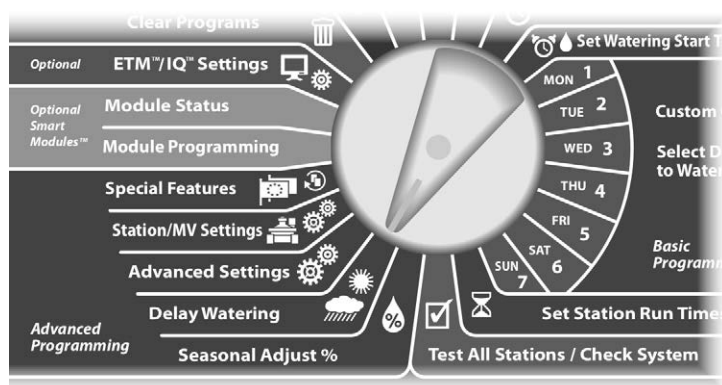 Clear Programs
Optional
ETM™/IQ™ Settings
Optional
Smart
Modules™
Module Status
Module Programming
Special Features
Station/MV Settings
Advanced Settings
Delay Watering
Advanced
Programming
Seasonal Adjust %
%
Test All Stations / Check System
Set Station Run Time
Set Watering Start T
MON 1
TUE 2
WED 3
THU 4
FRI 5
SAT 6
SUN 7
Custom
Select D
to Water
Basic
Programm